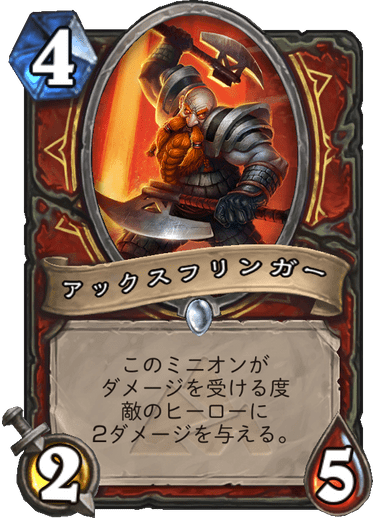 4
アックスフリンガー
このミニオンが
ダメージを受ける度
敵のヒーローに
2ダメージを与える。
2
5